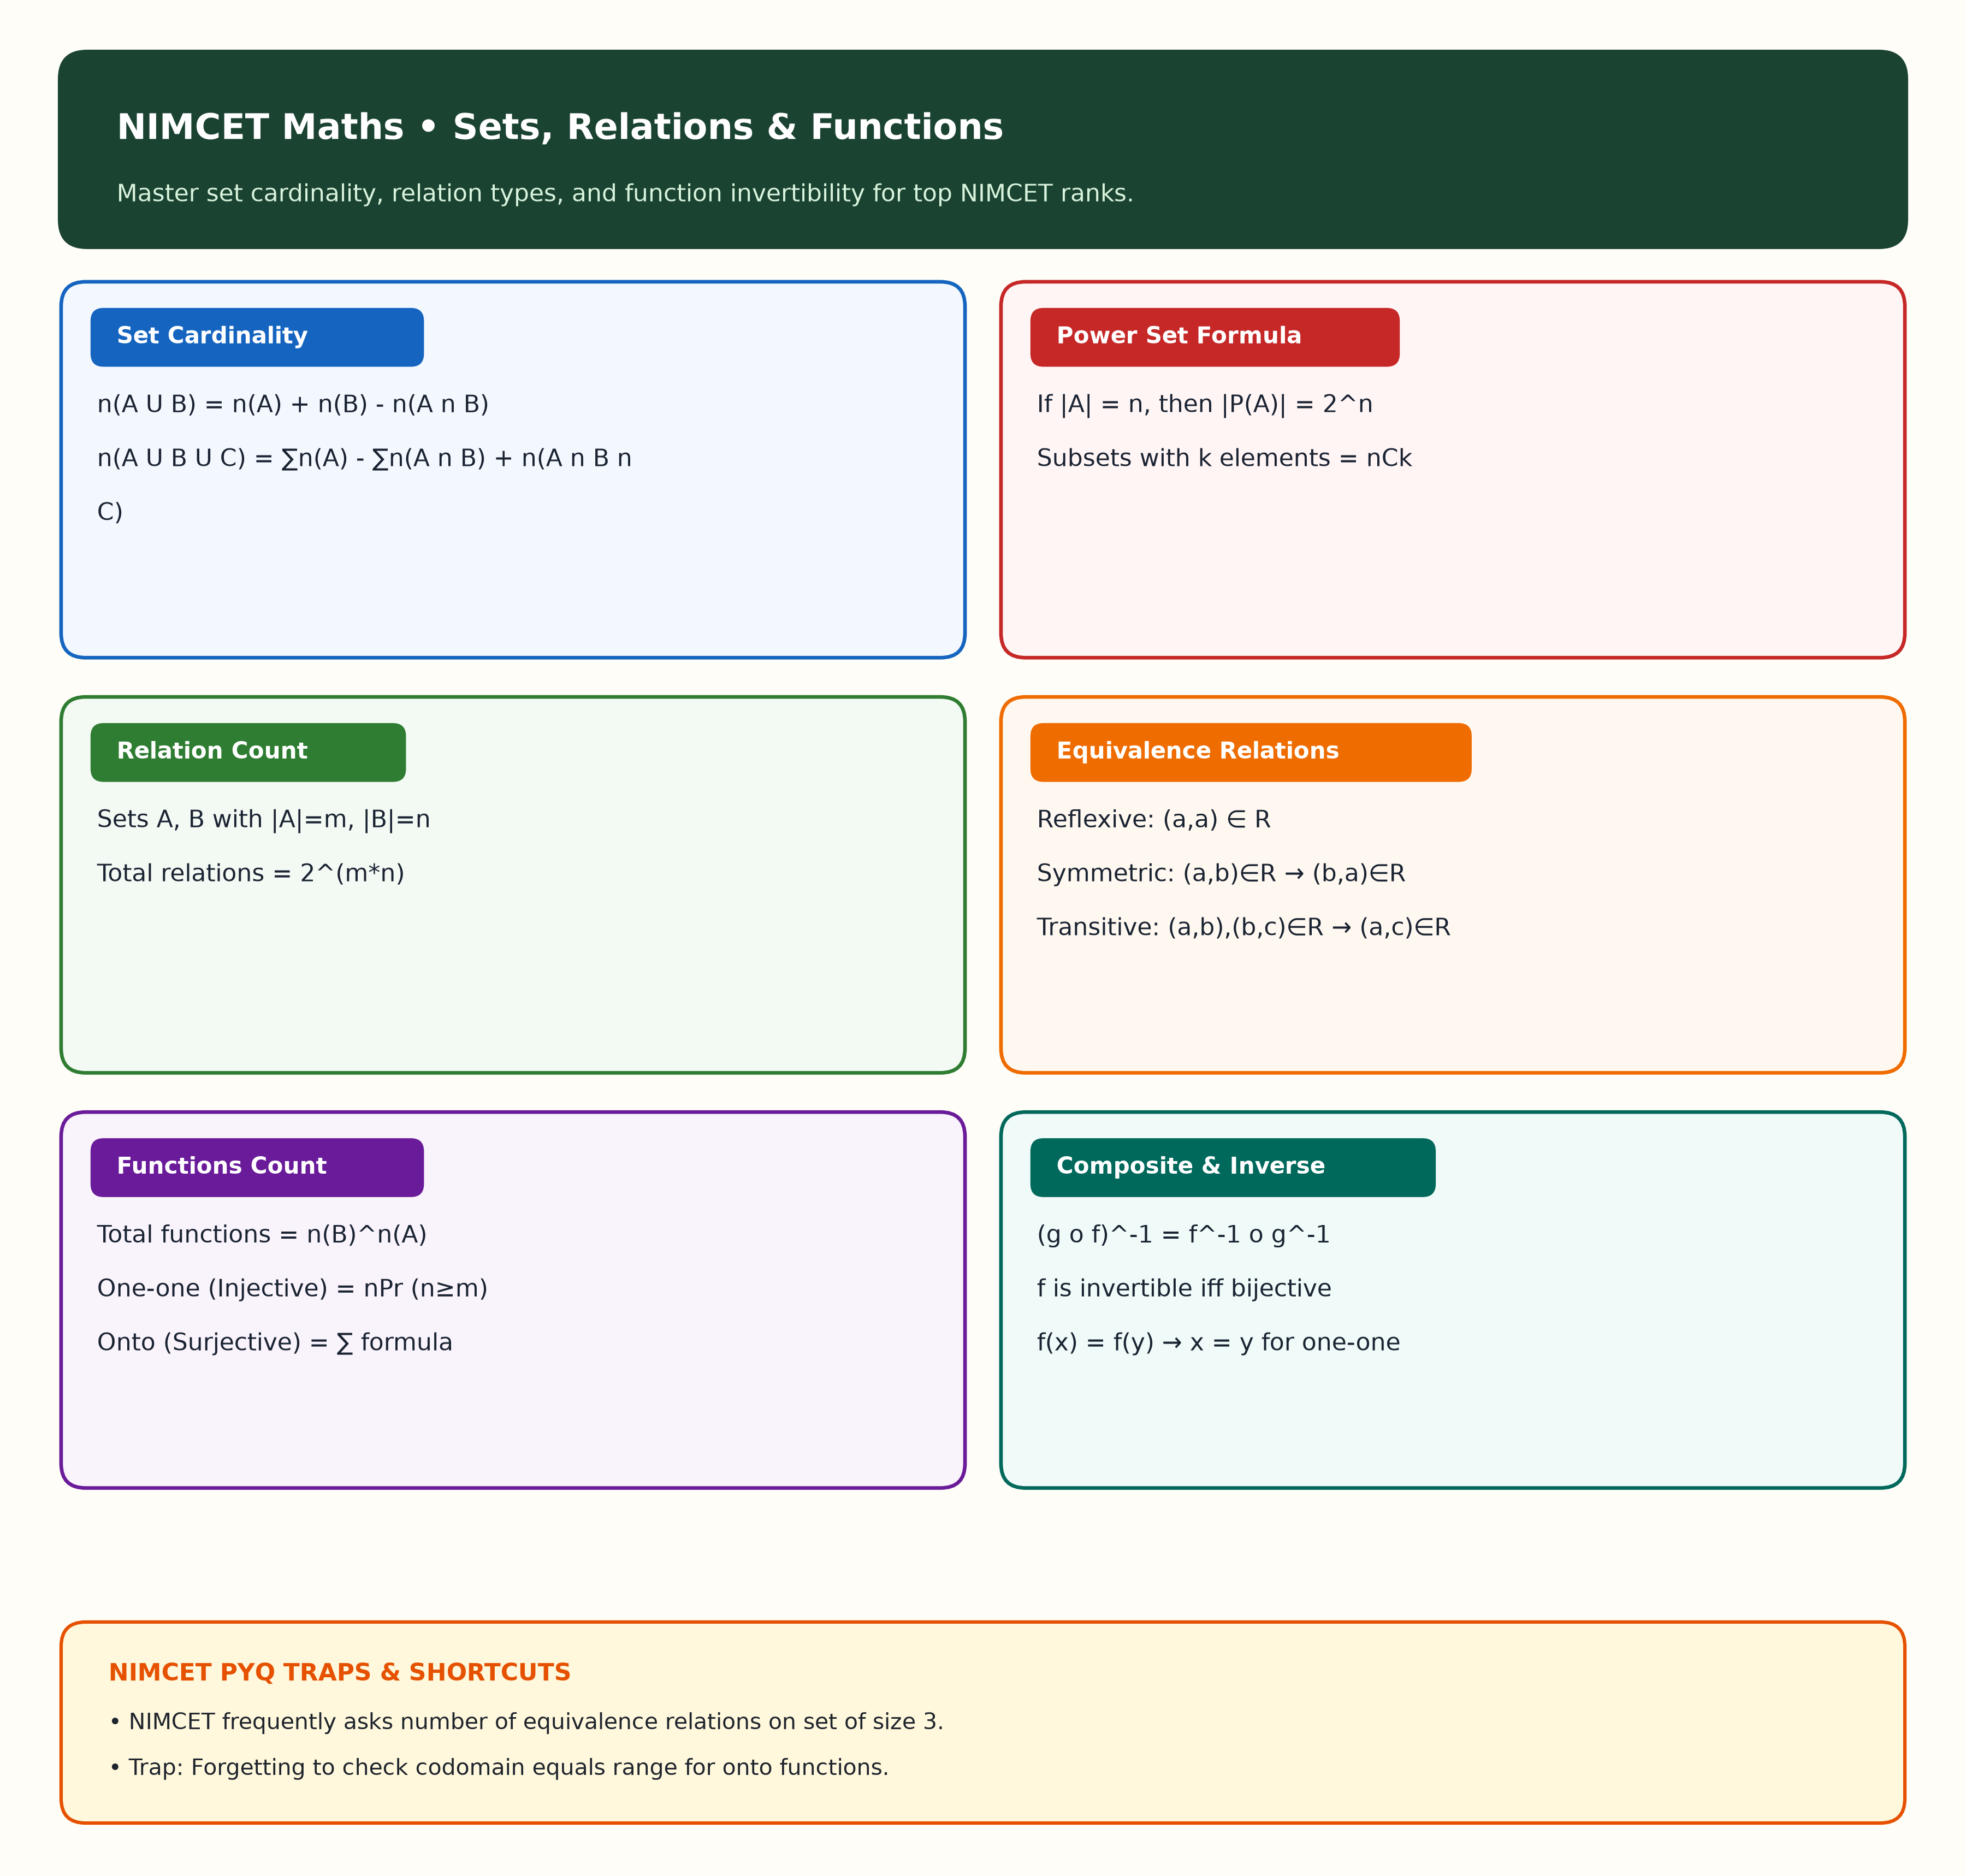 NIMCET Maths • Sets, Relations & Functions
Master set cardinality, relation types, and function invertibility for top NIMCET ranks.
Set Cardinality
n(A U B) = n(A) + n(B) - n(A n B)
n(A U B U C) = ∑n(A) - ∑n(A n B) + n(A n B n
C)
Power Set Formula
If |A| = n, then |P(A)| = 2^n
Subsets with k elements = nCk
Relation Count
Sets A, B with |A|=m, |B|=n
Total relations = 2^(m*n)
Equivalence Relations
Reflexive: (a,a) ∈ R
Symmetric: (a,b)∈R → (b,a)∈R
Transitive: (a,b),(b,c)∈R → (a,c)∈R
Functions Count
Total functions = n(B)^n(A)
One-one (Injective) = nPr (n≥m)
Onto (Surjective) = ∑ formula
Composite & Inverse
(g o f)^-1 = f^-1 o g^-1
f is invertible iff bijective
f(x) = f(y) → x = y for one-one
NIMCET PYQ TRAPS & SHORTCUTS
• NIMCET frequently asks number of equivalence relations on set of size 3.
• Trap: Forgetting to check codomain equals range for onto functions.